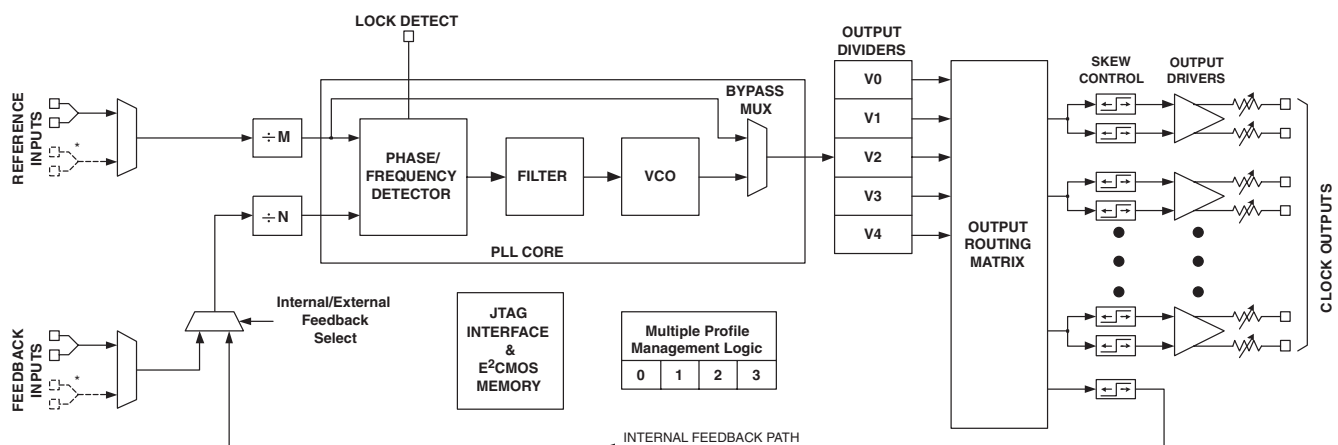 LOCK DETECT
OUTPUT
DIVIDERS
SKEW
CONTROL
OUTPUT
DRIVERS
REFERENCE
INPUTS
*
÷ M
PHASE/
FREQUENCY
DETECTOR
FILTER
VCO
BYPASS
MUX
V0
V1
V2
V3
V4
÷ N
PLL CORE
OUTPUT
ROUTING
MATRIX
CLOCK OUTPUTS
Internal/External
Feedback
Select
JTAG
INTERFACE
&
E²CMOS
MEMORY
Multiple Profile
Management Logic
0 1 2 3
FEEDBACK
INPUTS
*
INTERNAL FEEDBACK PATH